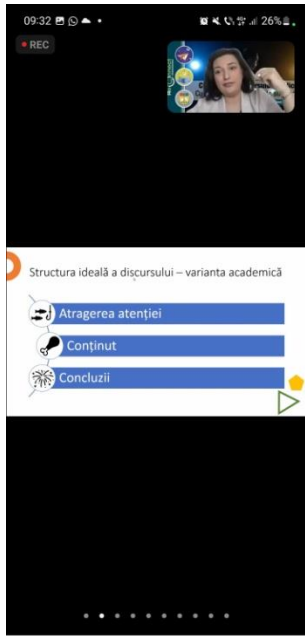 09:32
26%
REC
Structura ideală a discursului – varianta academică
Atragerea atenției
Conținut
Concluzii